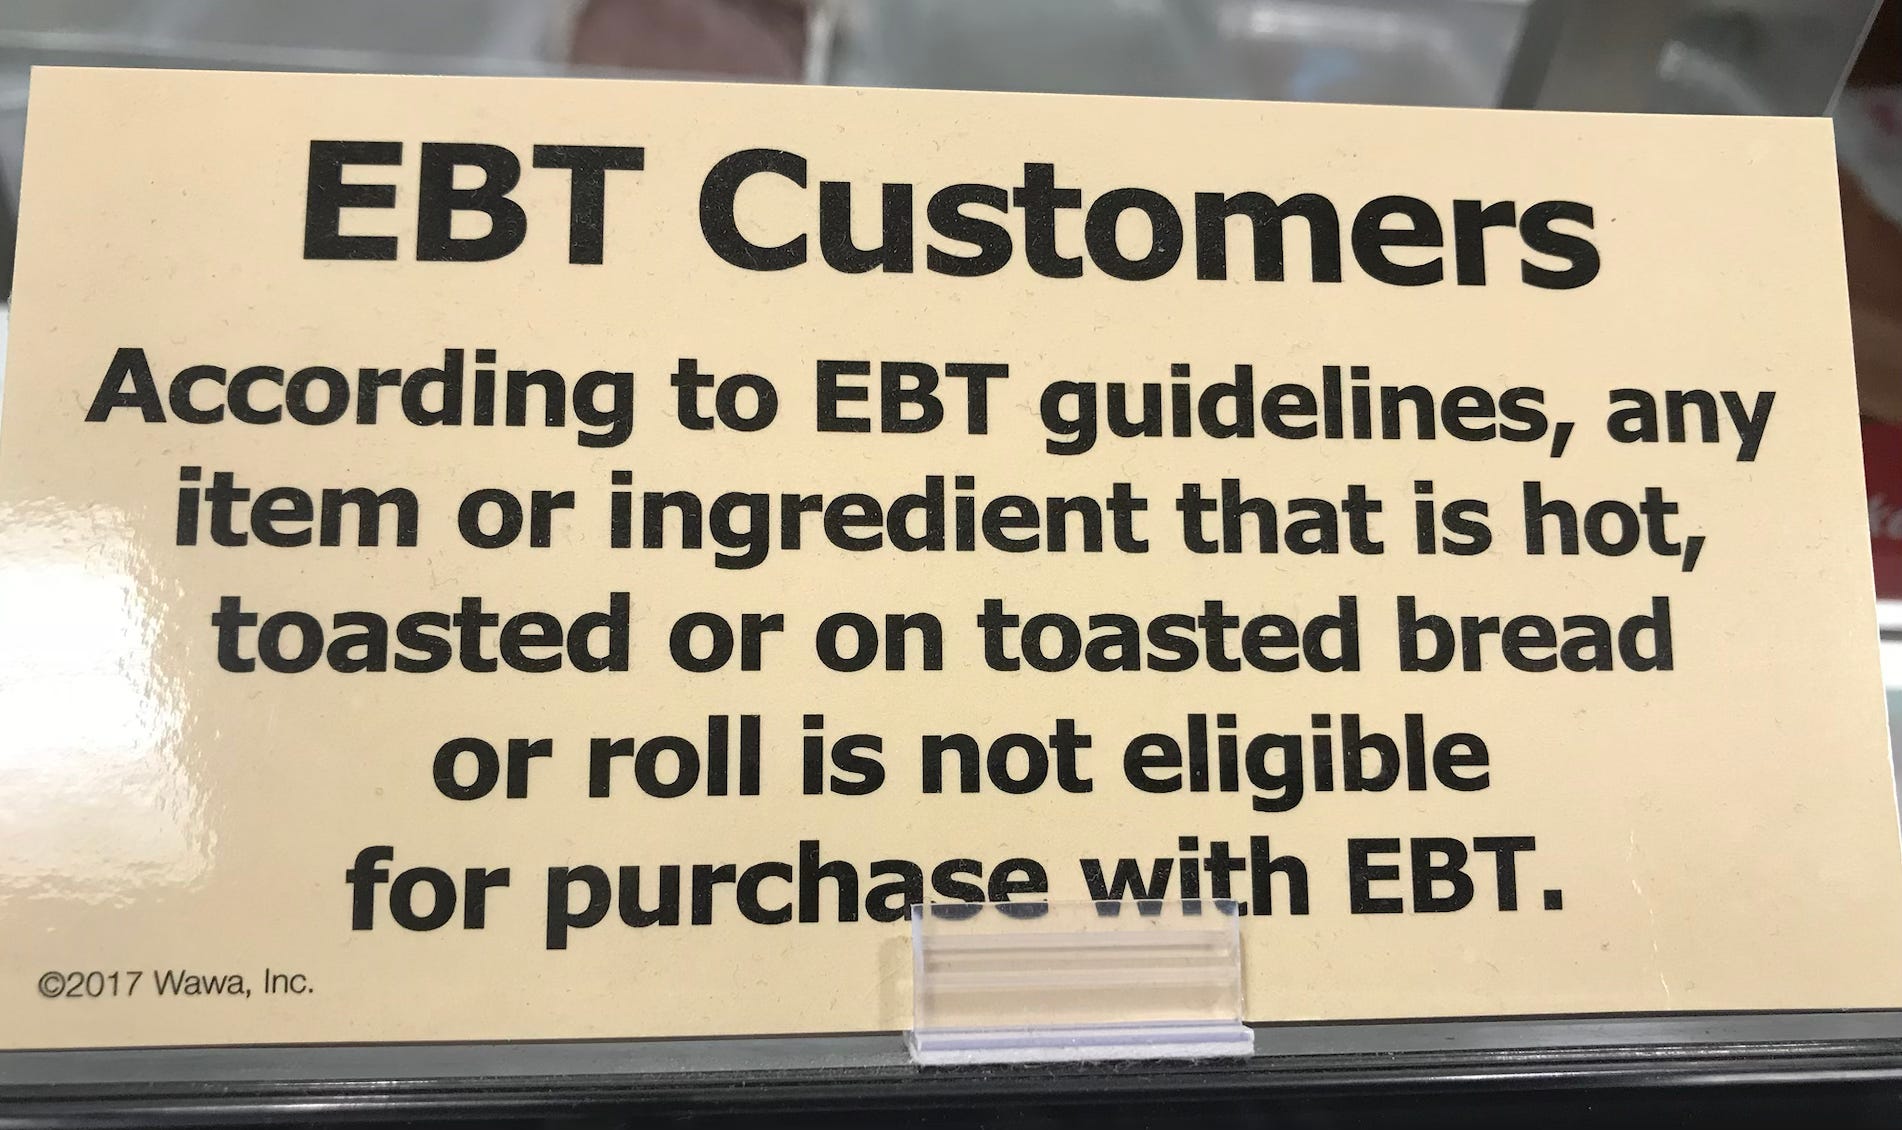 EBT Customers
According to EBT guidelines, any
item or ingredient that is hot,
toasted or on toasted bread
or roll is not eligible
for purchase with EBT.
©2017 Wawa, Inc.